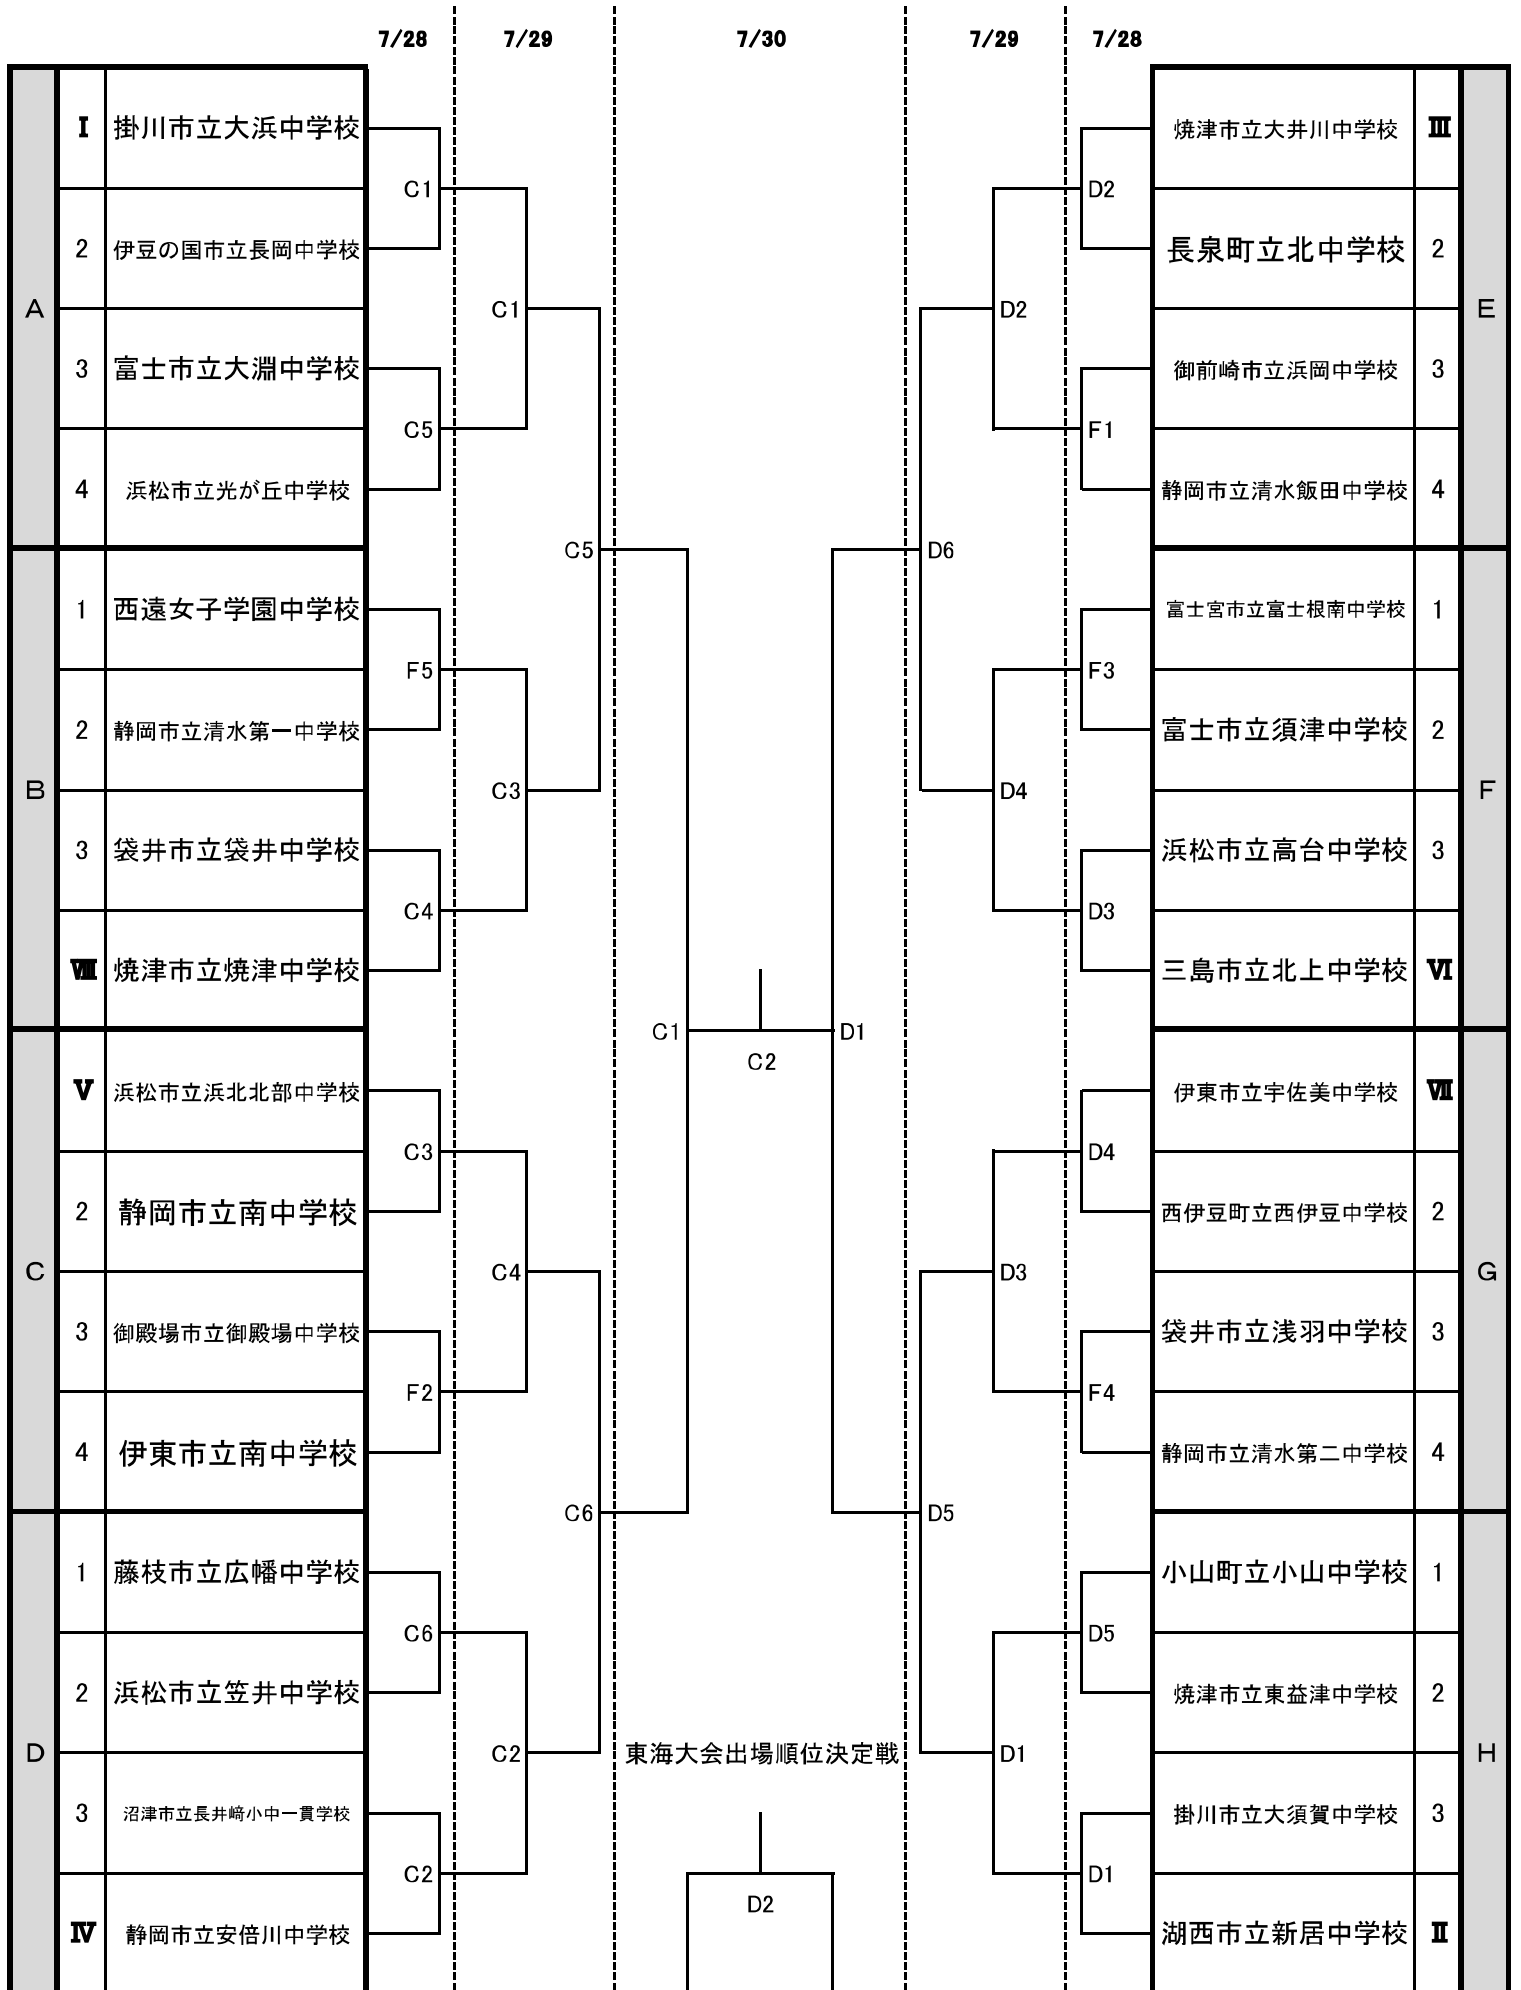 7/28 7/29 7/30 7/29 7/28
A
Ⅰ 掛川市立大浜中学校
C1
2 伊豆の国市立長岡中学校
C1
3 富士市立大淵中学校
C5
4 浜松市立光が丘中学校
C5
B
1 西遠女子学園中学校
F5
2 静岡市立清水第一中学校
C3
3 袋井市立袋井中学校
C4
Ⅷ 焼津市立焼津中学校
C
Ⅴ 浜松市立浜北北部中学校
C3
2 静岡市立南中学校
C4
3 御殿場市立御殿場中学校
F2
4 伊東市立南中学校
C6
D
1 藤枝市立広幡中学校
C6
2 浜松市立笠井中学校
C2
3 沼津市立長井﨑小中一貫学校
C2
Ⅳ 静岡市立安倍川中学校
C1
C2
D1
東海大会出場順位決定戦
D2
焼津市立大井川中学校 Ⅲ
D2
長泉町立北中学校 2
D2
E
御前崎市立浜岡中学校 3
F1
静岡市立清水飯田中学校 4
D6
富士宮市立富士根南中学校 1
F3
富士市立須津中学校 2
D4
F
浜松市立高台中学校 3
D3
三島市立北上中学校 Ⅵ
伊東市立宇佐美中学校 Ⅶ
D4
西伊豆町立西伊豆中学校 2
D3
G
袋井市立浅羽中学校 3
F4
静岡市立清水第二中学校 4
D5
小山町立小山中学校 1
D5
焼津市立東益津中学校 2
D1
H
掛川市立大須賀中学校 3
D1
湖西市立新居中学校 Ⅱ